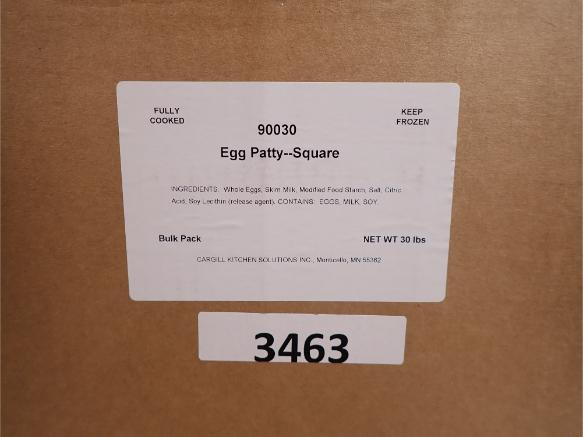 FULLY
COOKED
KEEP
FROZEN
90030
Egg Patty--Square
INGREDIENTS: Whole Eggs, Skim Milk, Modified Food Starch, Salt, Citric
Acid, Soy Lecithin (release agent). CONTAINS: EGGS, MILK, SOY.
Bulk Pack
NET WT 30 lbs
CARGILL KITCHEN SOLUTIONS INC., Monticello, MN 55362
3463